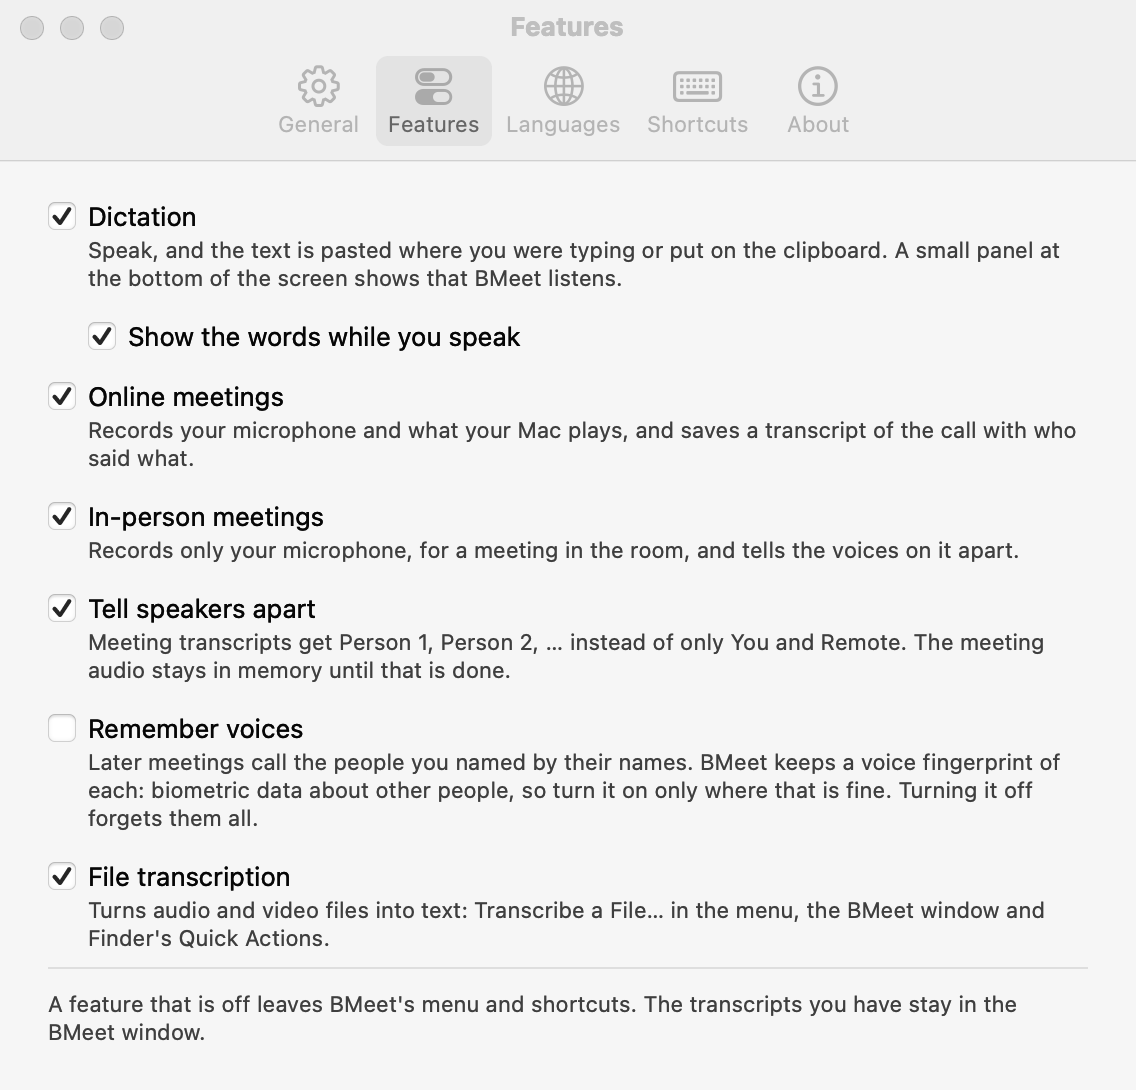 Features
General
Features
Languages
Shortcuts
About
Dictation
Speak, and the text is pasted where you were typing or put on the clipboard. A small panel at
the bottom of the screen shows that BMeet listens.
Show the words while you speak
Online meetings
Records your microphone and what your Mac plays, and saves a transcript of the call with who
said what.
In-person meetings
Records only your microphone, for a meeting in the room, and tells the voices on it apart.
Tell speakers apart
Meeting transcripts get Person 1, Person 2, … instead of only You and Remote. The meeting
audio stays in memory until that is done.
Remember voices
Later meetings call the people you named by their names. BMeet keeps a voice fingerprint of
each: biometric data about other people, so turn it on only where that is fine. Turning it off
forgets them all.
File transcription
Turns audio and video files into text: Transcribe a File… in the menu, the BMeet window and
Finder's Quick Actions.
A feature that is off leaves BMeet's menu and shortcuts. The transcripts you have stay in the
BMeet window.